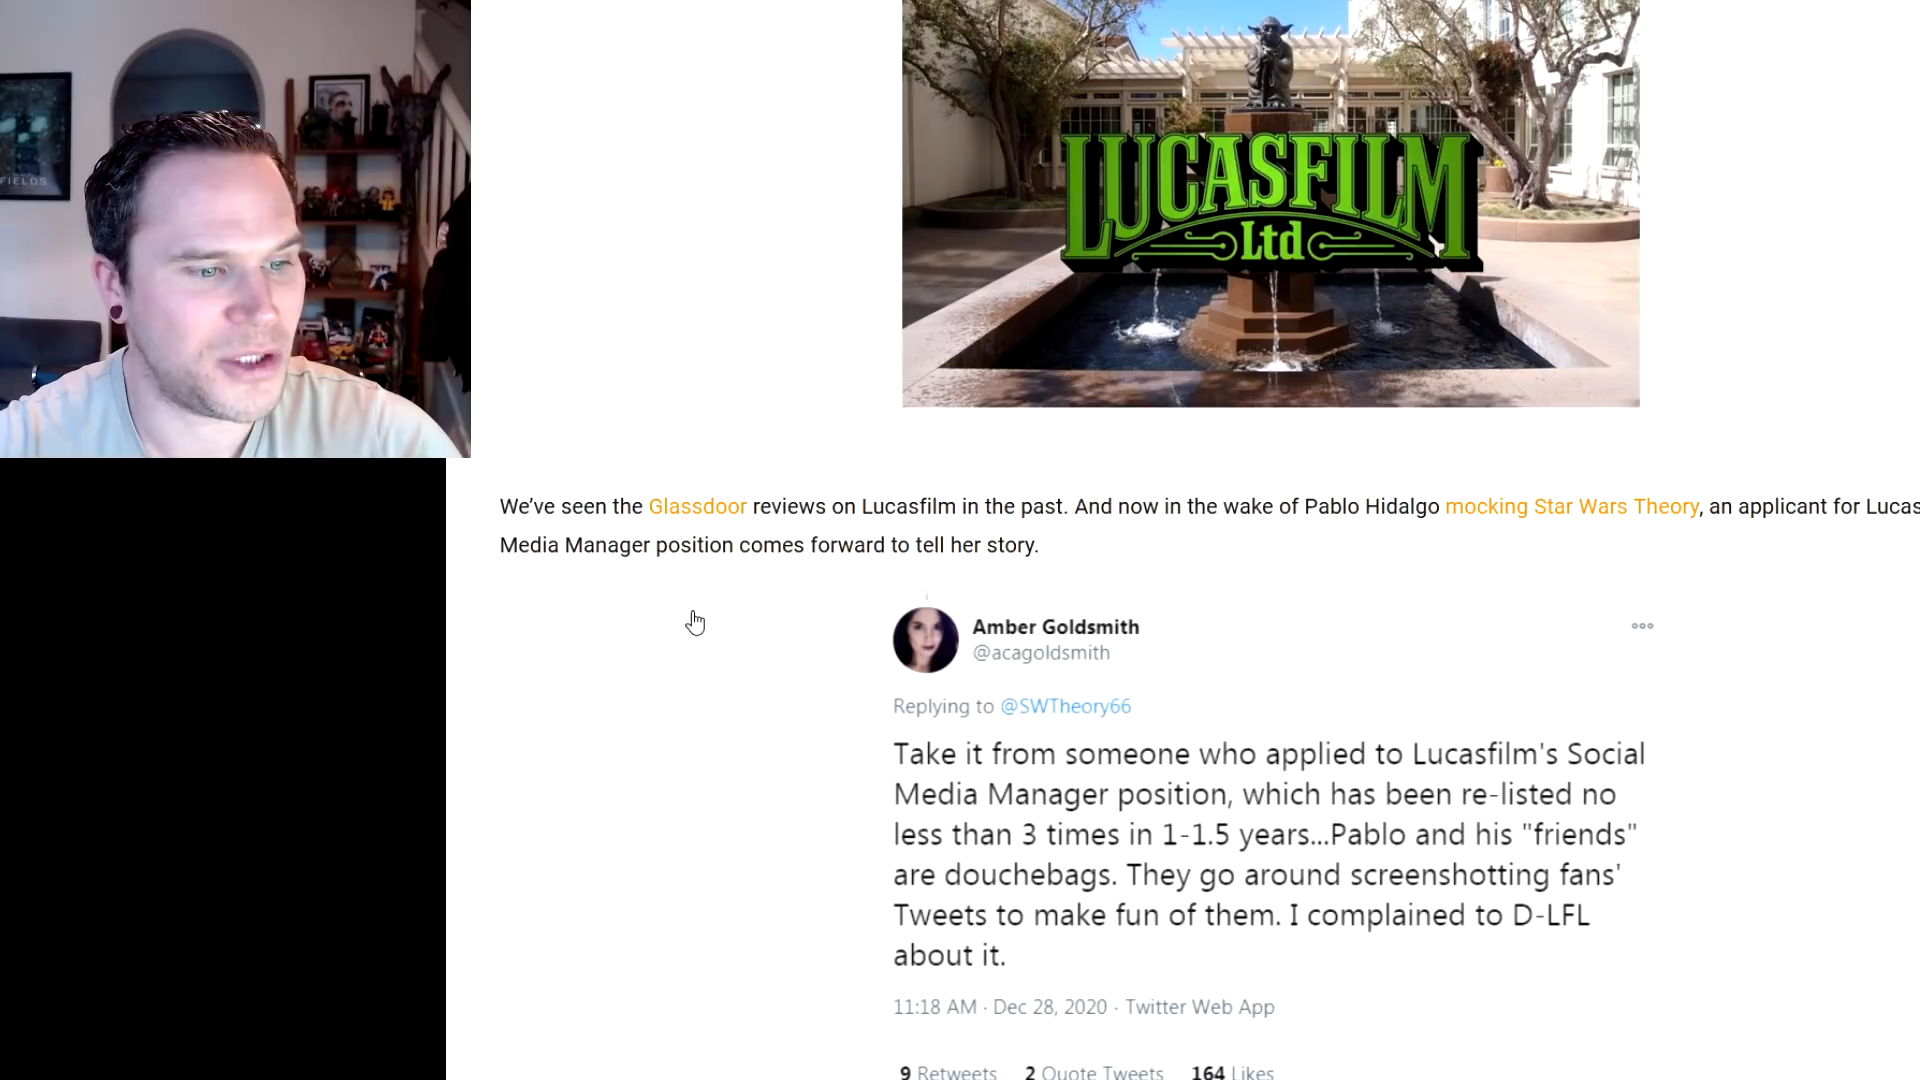 FIELDS
LUCASFILM
Ltd
We've seen the Glassdoor reviews on Lucasfilm in the past. And now in the wake of Pablo Hidalgo mocking Star Wars Theory, an applicant for Lucas
Media Manager position comes forward to tell her story.
Amber Goldsmith
@acagoldsmith
Replying to @SWTheory66
Take it from someone who applied to Lucasfilm's Social
Media Manager position, which has been re-listed no
less than 3 times in 1-1.5 years...Pablo and his "friends"
are douchebags. They go around screenshotting fans'
Tweets to make fun of them. I complained to D-LFL
about it.
11:18 AM · Dec 28, 2020 · Twitter Web App
9 Retweets 2 Quote Tweets 164 Likes